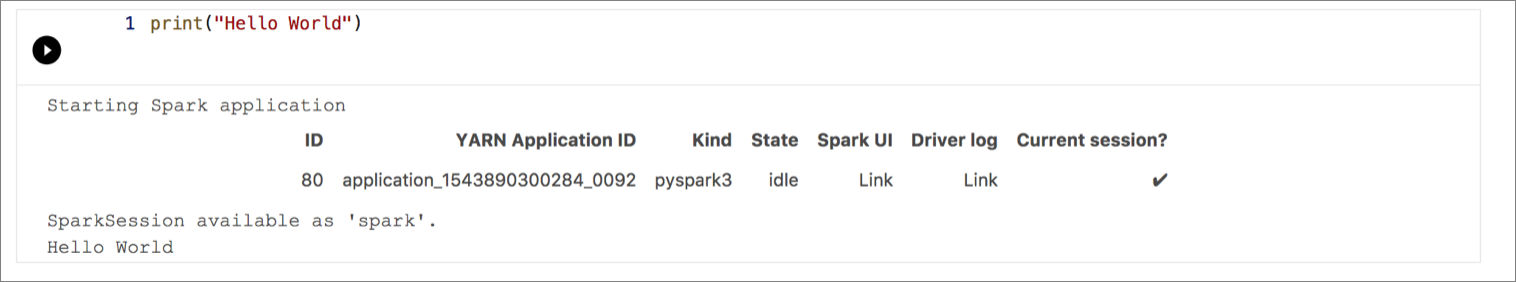 1 print("Hello World")
Starting Spark application
ID YARN Application ID Kind State Spark UI Driver log Current session?
80 application_1543890300284_0092 pyspark3 idle Link Link ✔
SparkSession available as 'spark'.
Hello World